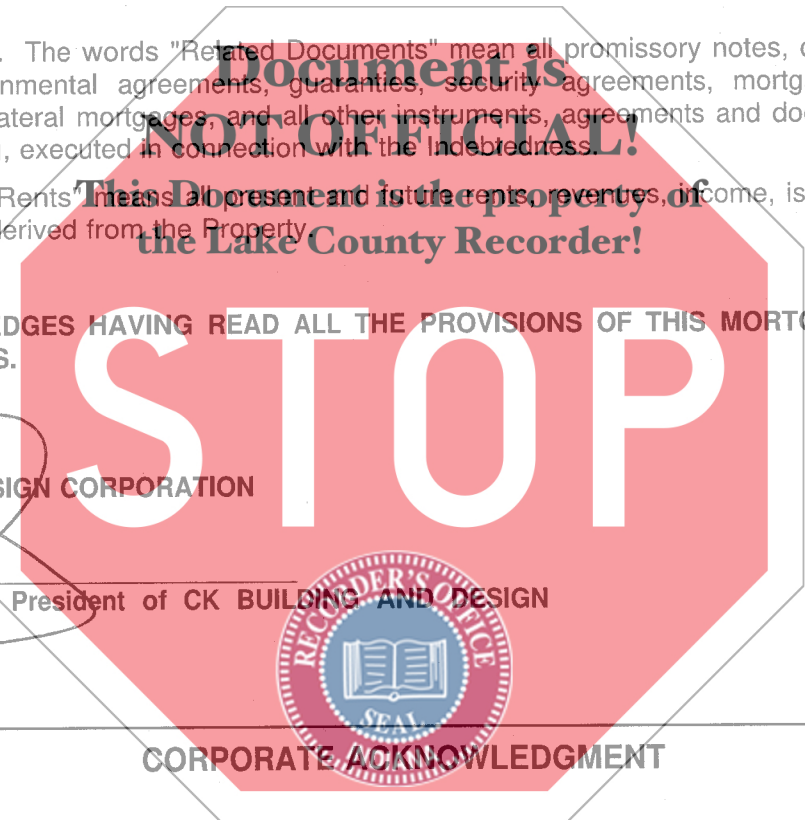 . The words "Related Documents" mean all promissory notes, c
Document is
nmental agreements, guaranties, security agreements, mortg
ateral mortgages, and all other instruments, agreements and doc
NOT OFFICIAL!
, executed in connection with the Indebtedness.
Rents" means all present and future rents, revenues, income, is
This Document is the property of
erived from the Property.
the Lake County Recorder!
EDGES HAVING READ ALL THE PROVISIONS OF THIS MORTG
S.
STOP
SIGN CORPORATION
President of CK BUILDING AND DESIGN
RECORDER'S OFFICE
SEAL
CORPORATE ACKNOWLEDGMENT